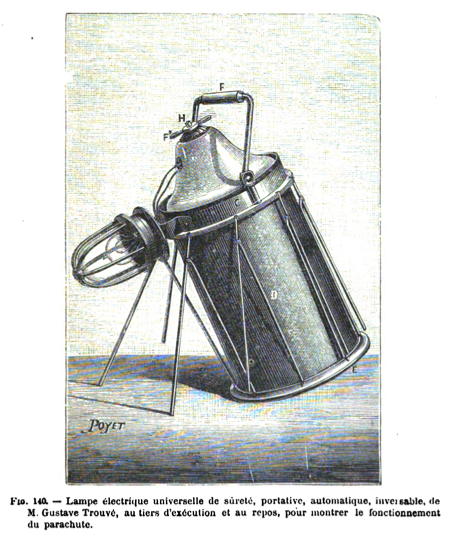 F
H
F
C
D
E
POYET
FIG. 140. — Lampe électrique universelle de sûreté, portative, automatique, inversable, de
M. Gustave Trouvé, au tiers d'exécution et au repos, pour montrer le fonctionnement
du parachute.